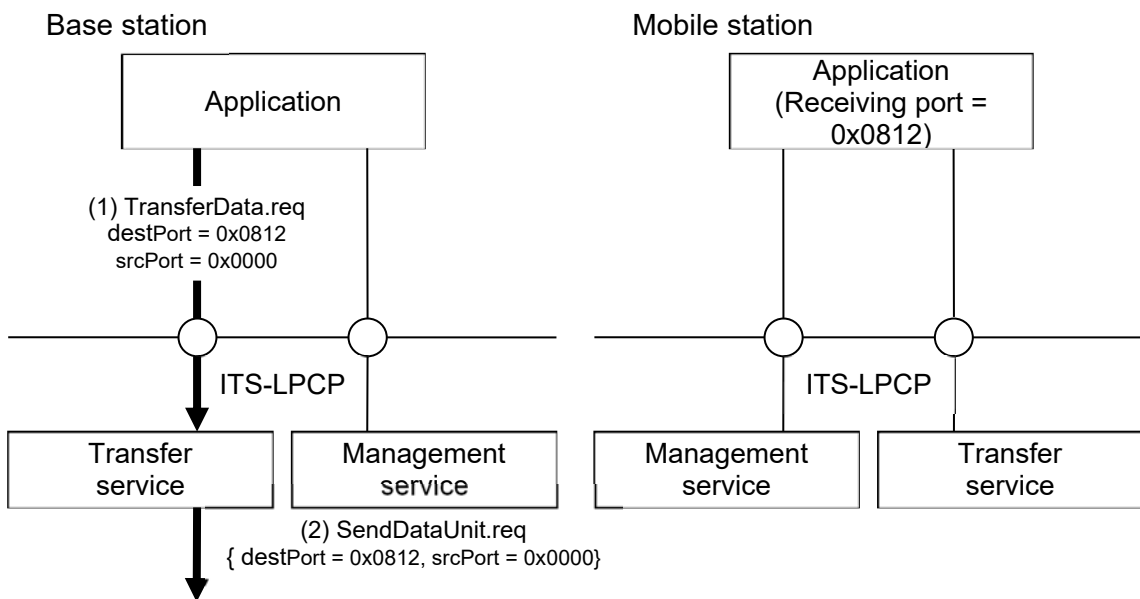 Base station
Application
(1) TransferData.req
destPort = 0x0812
srcPort = 0x0000
ITS-LPCP
Transfer
service
Management
service
(2) SendDataUnit.req
{ destPort = 0x0812, srcPort = 0x0000}
Mobile station
Application
(Receiving port =
0x0812)
ITS-LPCP
Management
service
Transfer
service